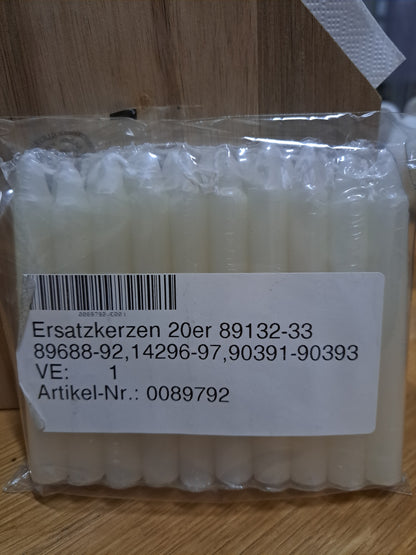 Ersatzkerzen 20er 89132-33
89688-92,14296-97,90391-90393
VE: 1
Artikel-Nr.: 0089792